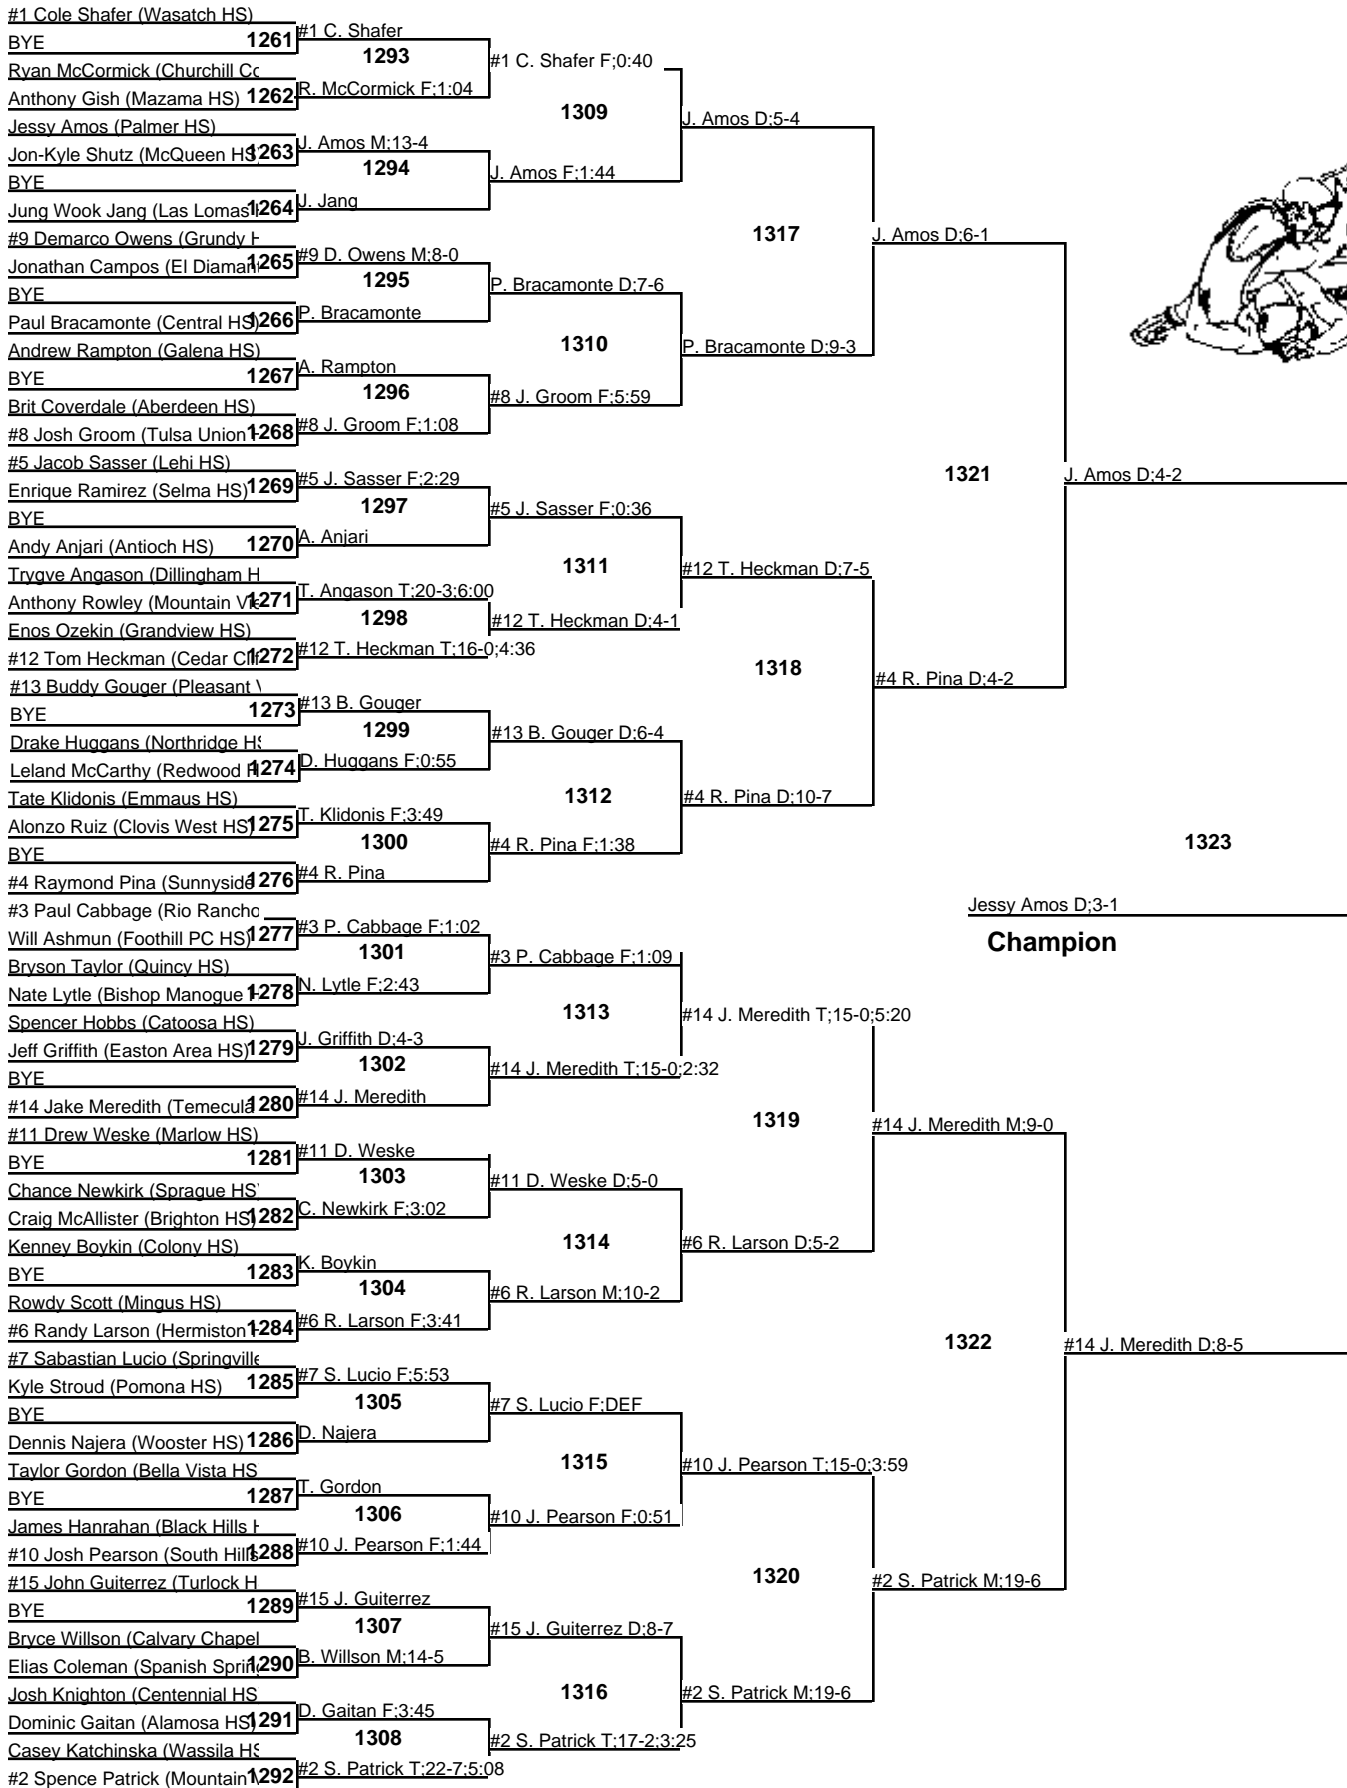 #1 Cole Shafer (Wasatch HS)
BYE
1261
Ryan McCormick (Churchill Co
Anthony Gish (Mazama HS)
1262
Jessy Amos (Palmer HS)
Jon-Kyle Shutz (McQueen HS
1263
BYE
Jung Wook Jang (Las Lomas H
1264
#9 Demarco Owens (Grundy H
Jonathan Campos (El Diamant
1265
BYE
Paul Bracamonte (Central HS)
1266
Andrew Rampton (Galena HS)
BYE
1267
Brit Coverdale (Aberdeen HS)
#8 Josh Groom (Tulsa Union H
1268
#5 Jacob Sasser (Lehi HS)
Enrique Ramirez (Selma HS)
1269
BYE
Andy Anjari (Antioch HS)
1270
Trygve Angason (Dillingham H
Anthony Rowley (Mountain Vie
1271
Enos Ozekin (Grandview HS)
#12 Tom Heckman (Cedar Cliff
1272
#13 Buddy Gouger (Pleasant V
BYE
1273
Drake Huggans (Northridge HS
Leland McCarthy (Redwood H
1274
Tate Klidonis (Emmaus HS)
Alonzo Ruiz (Clovis West HS)
1275
BYE
#4 Raymond Pina (Sunnyside
1276
#3 Paul Cabbage (Rio Rancho
Will Ashmun (Foothill PC HS)
1277
Bryson Taylor (Quincy HS)
Nate Lytle (Bishop Manogue H
1278
Spencer Hobbs (Catoosa HS)
Jeff Griffith (Easton Area HS)
1279
BYE
#14 Jake Meredith (Temecula
1280
#11 Drew Weske (Marlow HS)
BYE
1281
Chance Newkirk (Sprague HS)
Craig McAllister (Brighton HS)
1282
Kenney Boykin (Colony HS)
BYE
1283
Rowdy Scott (Mingus HS)
#6 Randy Larson (Hermiston H
1284
#7 Sabastian Lucio (Springville
Kyle Stroud (Pomona HS)
1285
BYE
Dennis Najera (Wooster HS)
1286
Taylor Gordon (Bella Vista HS
BYE
1287
James Hanrahan (Black Hills H
#10 Josh Pearson (South Hills
1288
#15 John Guiterrez (Turlock H
BYE
1289
Bryce Willson (Calvary Chapel
Elias Coleman (Spanish Spring
1290
Josh Knighton (Centennial HS
Dominic Gaitan (Alamosa HS)
1291
Casey Katchinska (Wassila HS
#2 Spence Patrick (Mountain V
1292
#1 C. Shafer
1293
R. McCormick F;1:04
J. Amos M;13-4
1294
J. Jang
#9 D. Owens M;8-0
1295
P. Bracamonte
A. Rampton
1296
#8 J. Groom F;1:08
#5 J. Sasser F;2:29
1297
A. Anjari
T. Angason T;20-3;6:00
1298
#12 T. Heckman T;16-0;4:36
#13 B. Gouger
1299
D. Huggans F;0:55
T. Klidonis F;3:49
1300
#4 R. Pina
#3 P. Cabbage F;1:02
1301
N. Lytle F;2:43
J. Griffith D;4-3
1302
#14 J. Meredith
#11 D. Weske
1303
C. Newkirk F;3:02
K. Boykin
1304
#6 R. Larson F;3:41
#7 S. Lucio F;5:53
1305
D. Najera
T. Gordon
1306
#10 J. Pearson F;1:44
#15 J. Guiterrez
1307
B. Willson M;14-5
D. Gaitan F;3:45
1308
#2 S. Patrick T;22-7;5:08
#1 C. Shafer F;0:40
1309
J. Amos F;1:44
P. Bracamonte D;7-6
1310
#8 J. Groom F;5:59
#5 J. Sasser F;0:36
1311
#12 T. Heckman D;4-1
#13 B. Gouger D;6-4
1312
#4 R. Pina F;1:38
#3 P. Cabbage F;1:09
1313
#14 J. Meredith T;15-0;2:32
#11 D. Weske D;5-0
1314
#6 R. Larson M;10-2
#7 S. Lucio F;DEF
1315
#10 J. Pearson F;0:51
#15 J. Guiterrez D;8-7
1316
#2 S. Patrick T;17-2;3:25
J. Amos D;5-4
1317
P. Bracamonte D;9-3
#12 T. Heckman D;7-5
1318
#4 R. Pina D;10-7
#14 J. Meredith T;15-0;5:20
1319
#6 R. Larson D;5-2
#10 J. Pearson T;15-0;3:59
1320
#2 S. Patrick M;19-6
J. Amos D;6-1
1321
#4 R. Pina D;4-2
#14 J. Meredith M;9-0
1322
#2 S. Patrick M;19-6
J. Amos D;4-2
1323
#14 J. Meredith D;8-5
Jessy Amos D;3-1
Champion